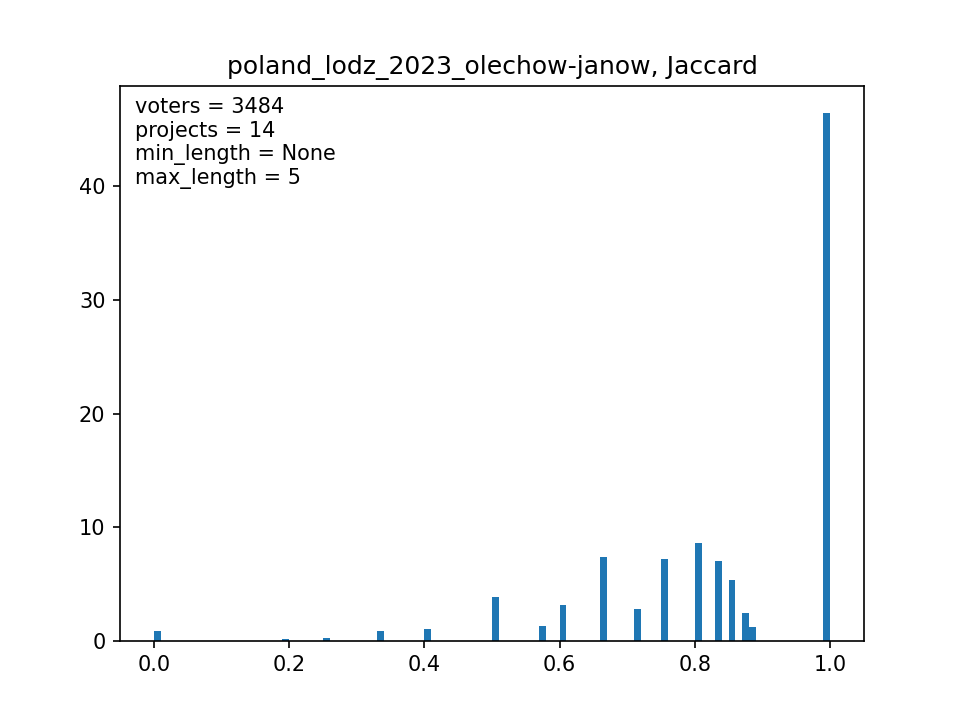 poland_lodz_2023_olechow-janow, Jaccard
voters = 3484
projects = 14
min_length = None
max_length = 5
40
30
20
10
0
0.0 0.2 0.4 0.6 0.8 1.0